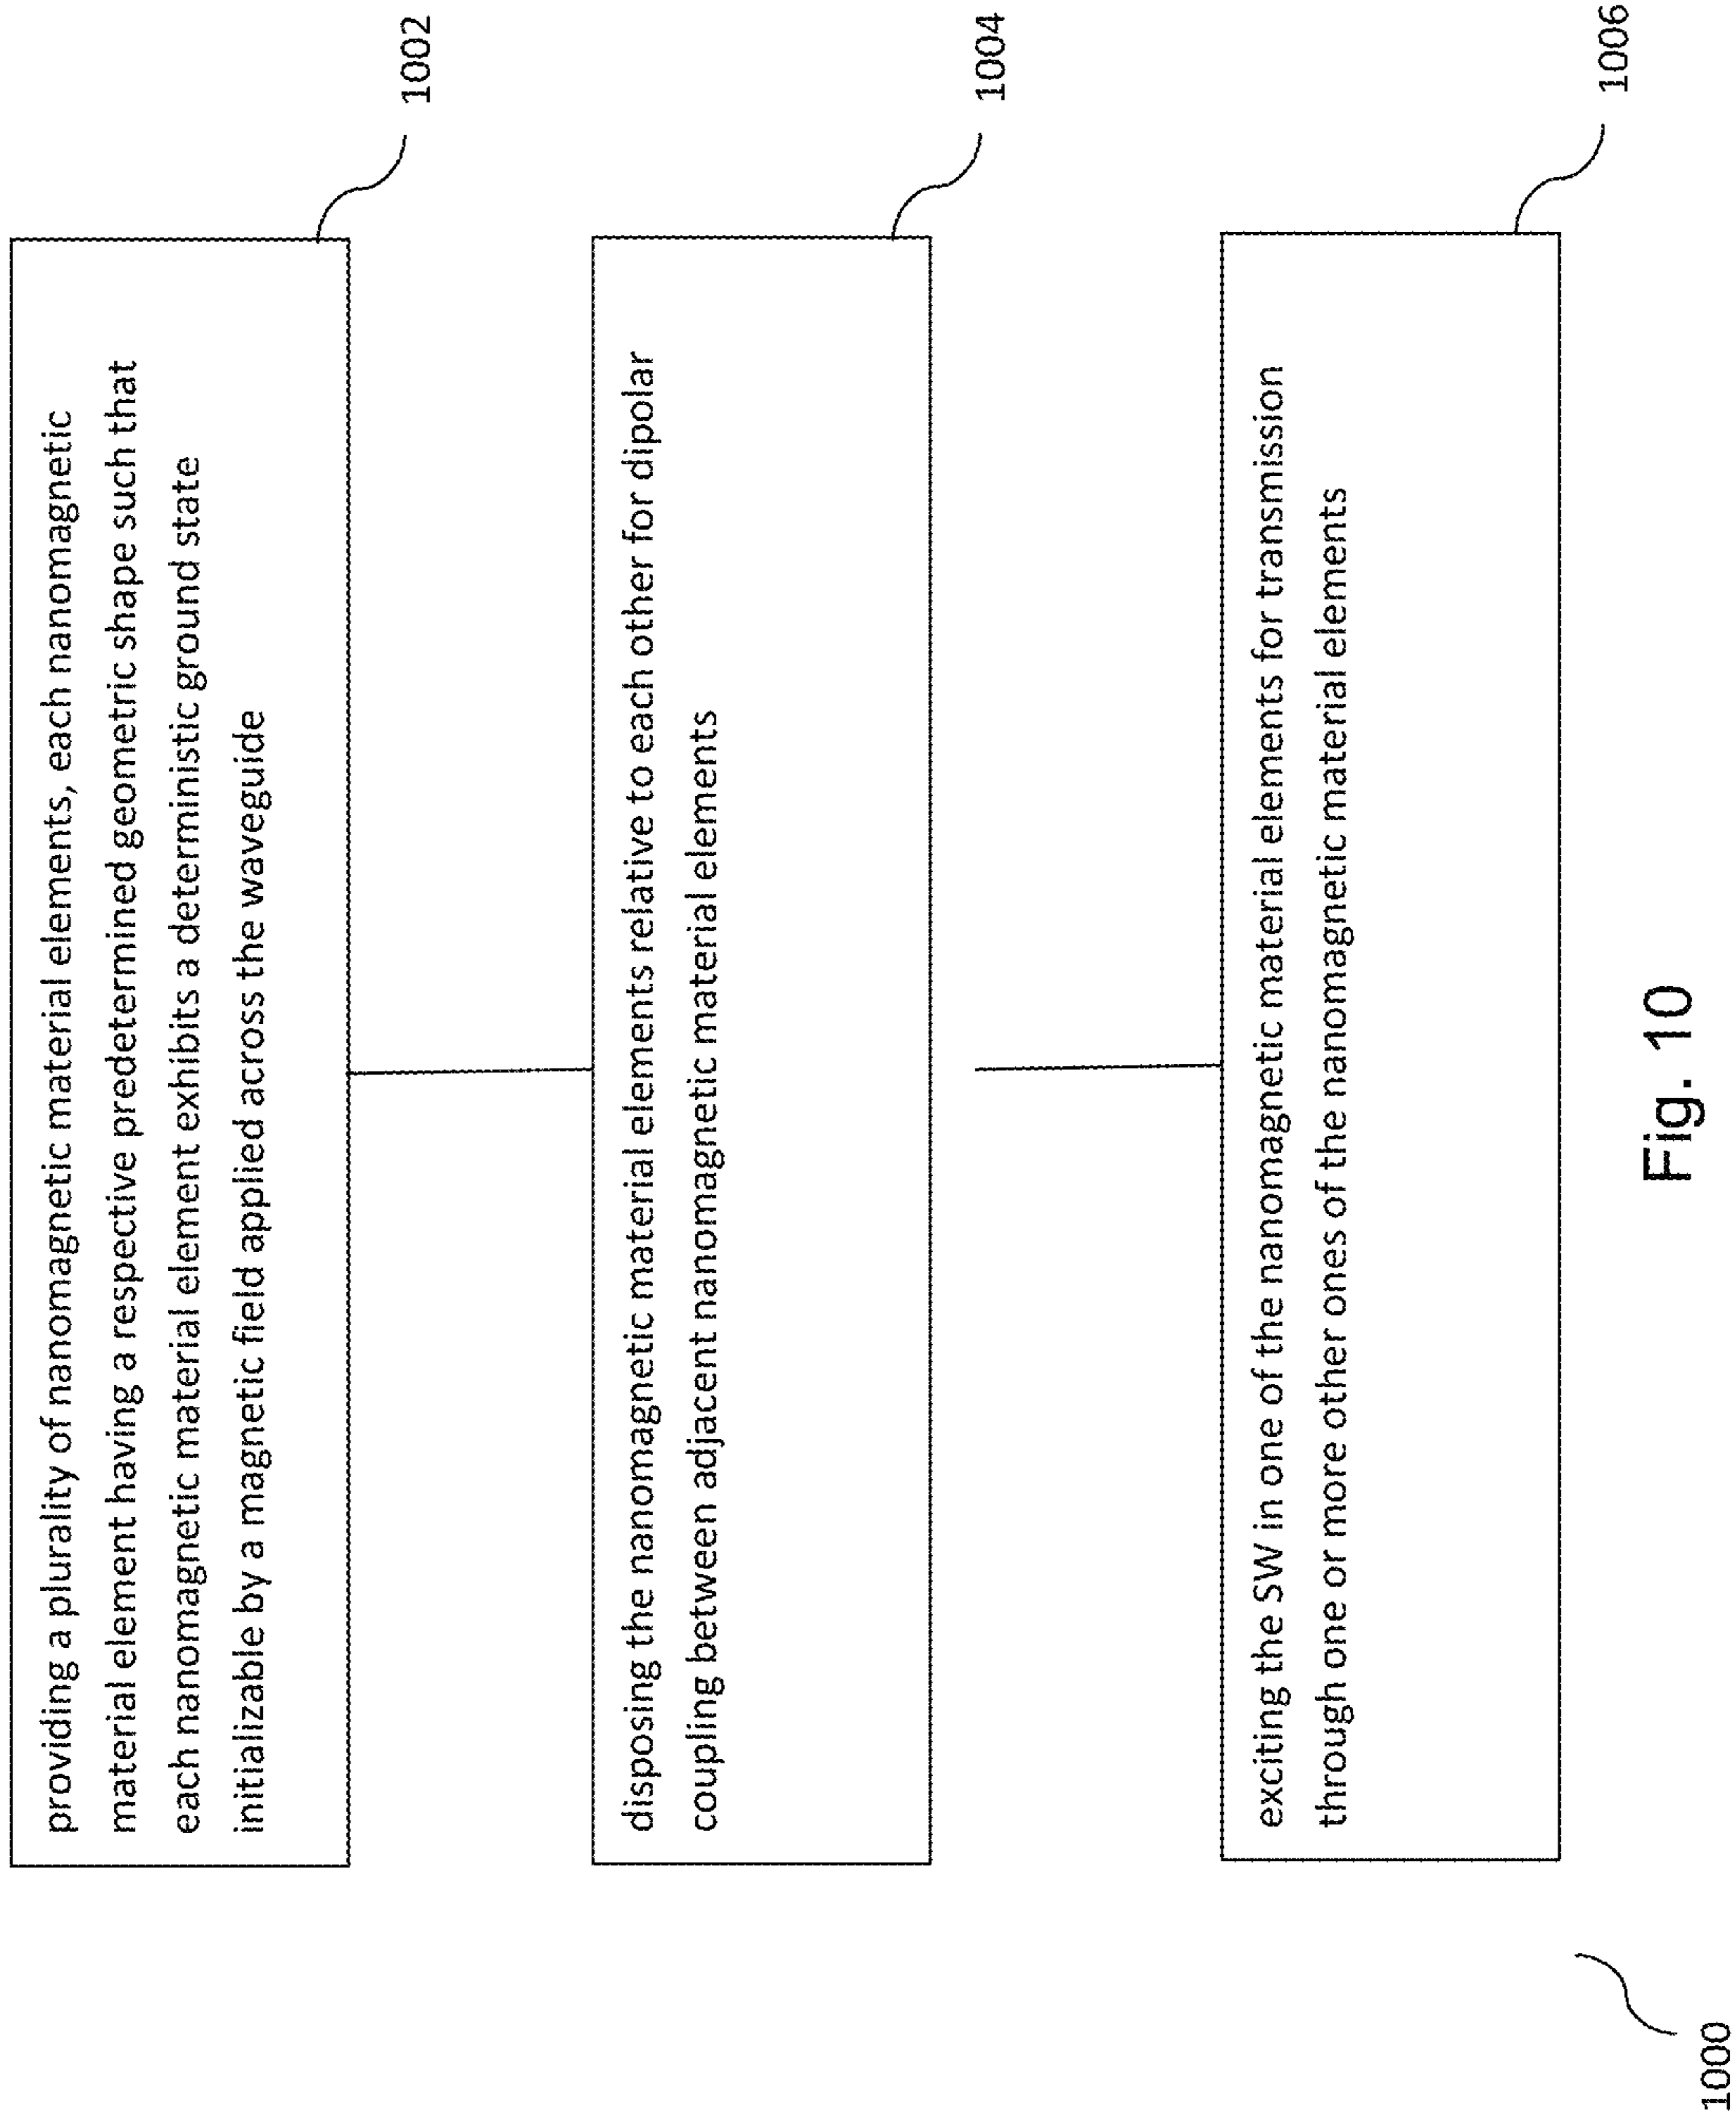 providing a plurality of nanomagnetic material elements, each nanomagnetic
material element having a respective predetermined geometric shape such that
each nanomagnetic material element exhibits a deterministic ground state
initializable by a magnetic field applied across the waveguide
1002
disposing the nanomagnetic material elements relative to each other for dipolar
coupling between adjacent nanomagnetic material elements
1004
exciting the SW in one of the nanomagnetic material elements for transmission
through one or more other ones of the nanomagnetic material elements
1006
1000
Fig. 10